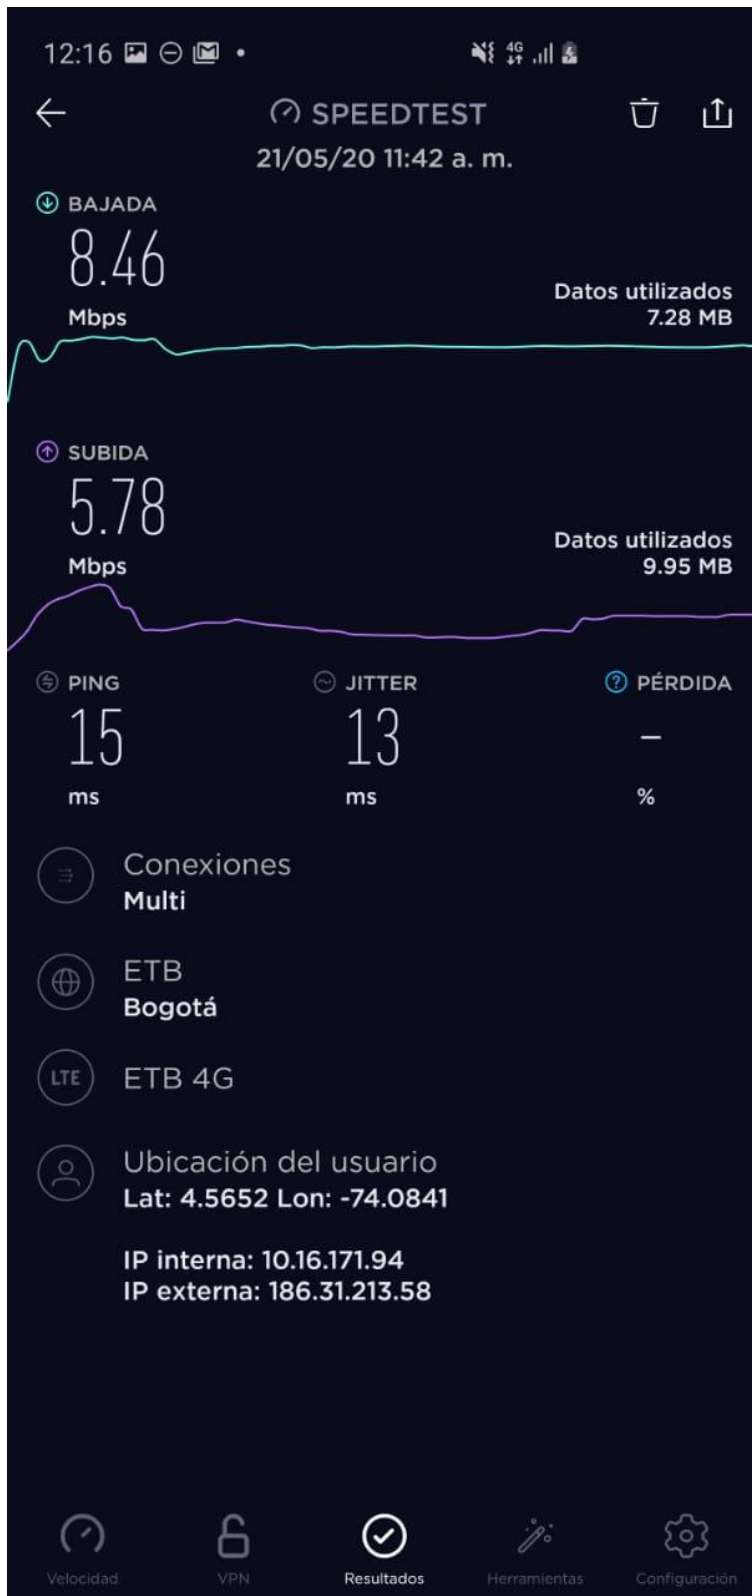 12:16
4G
SPEEDTEST
21/05/20 11:42 a. m.
BAJADA
8.46
Mbps
Datos utilizados
7.28 MB
SUBIDA
5.78
Mbps
Datos utilizados
9.95 MB
PING JITTER ? PÉRDIDA
15 13 –
ms ms %
Conexiones
Multi
ETB
Bogotá
LTE ETB 4G
Ubicación del usuario
Lat: 4.5652 Lon: -74.0841
IP interna: 10.16.171.94
IP externa: 186.31.213.58
Velocidad VPN Resultados Herramientas Configuración